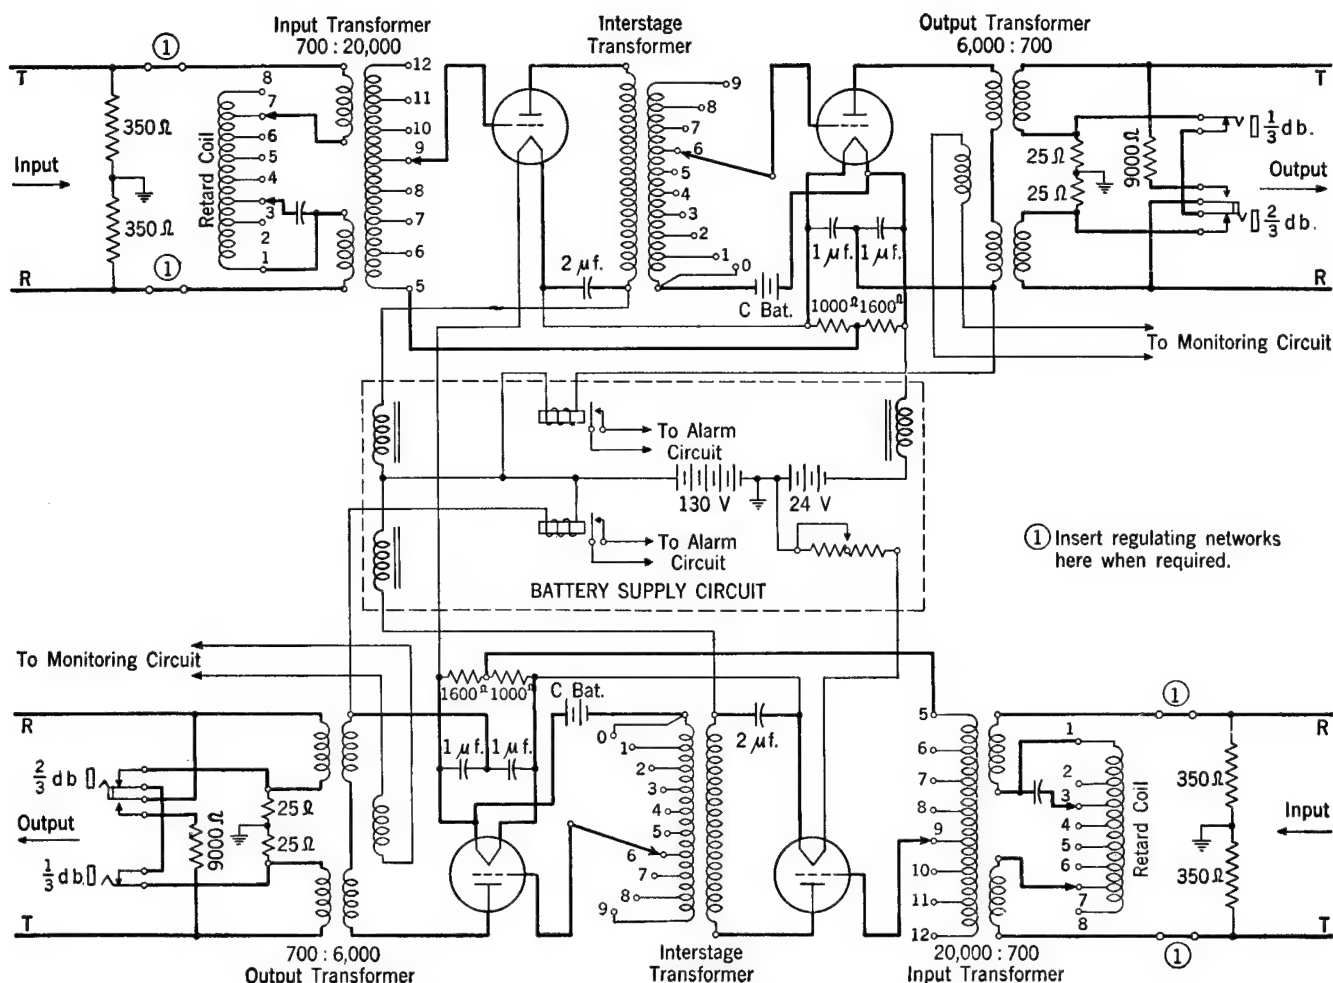 Input Transformer
700 : 20,000
Interstage
Transformer
Output Transformer
6,000 : 700
1
T
350 Ω
Input
350 Ω
1
R
Retard Coil
8
7
6
5
4
3
2
1
12
11
10
9
8
7
6
5
2 μf.
9
8
7
6
5
4
3
2
1
0
C Bat.
1 μf.
1 μf.
1000 Ω
1600 Ω
25 Ω
25 Ω
9000 Ω
T
1/3 db.
Output
2/3 db.
R
To Monitoring Circuit
To Alarm
Circuit
130 V
24 V
To Alarm
Circuit
BATTERY SUPPLY CIRCUIT
1 Insert regulating networks
here when required.
To Monitoring Circuit
R
2/3 db
Output
1/3 db.
T
9000 Ω
25 Ω
25 Ω
1600 Ω
1000 Ω
1 μf.
1 μf.
C Bat.
0
1
2
3
4
5
6
7
8
9
2 μf.
5
6
7
8
9
10
11
12
1
2
3
4
5
6
7
8
Retard Coil
1
R
350 Ω
Input
350 Ω
T
1
700 : 6,000
Output Transformer
Interstage
Transformer
20,000 : 700
Input Transformer